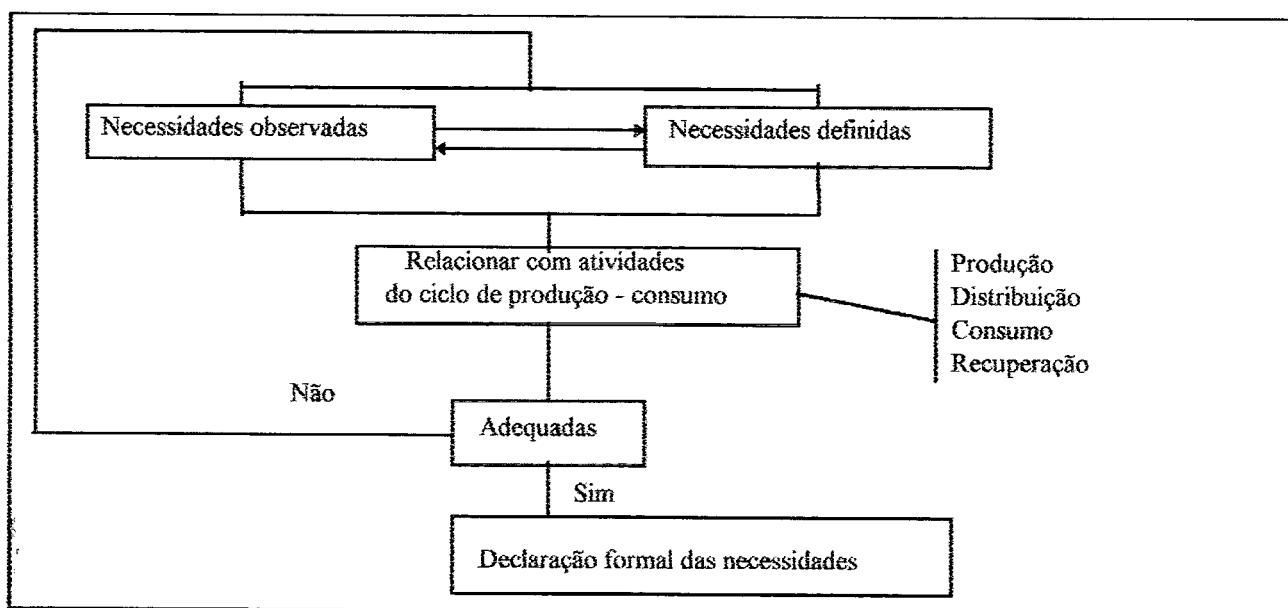 Necessidades observadas
Necessidades definidas
Relacionar com atividades
do ciclo de produção - consumo
Produção
Distribuição
Consumo
Recuperação
Não
Adequadas
Sim
Declaração formal das necessidades